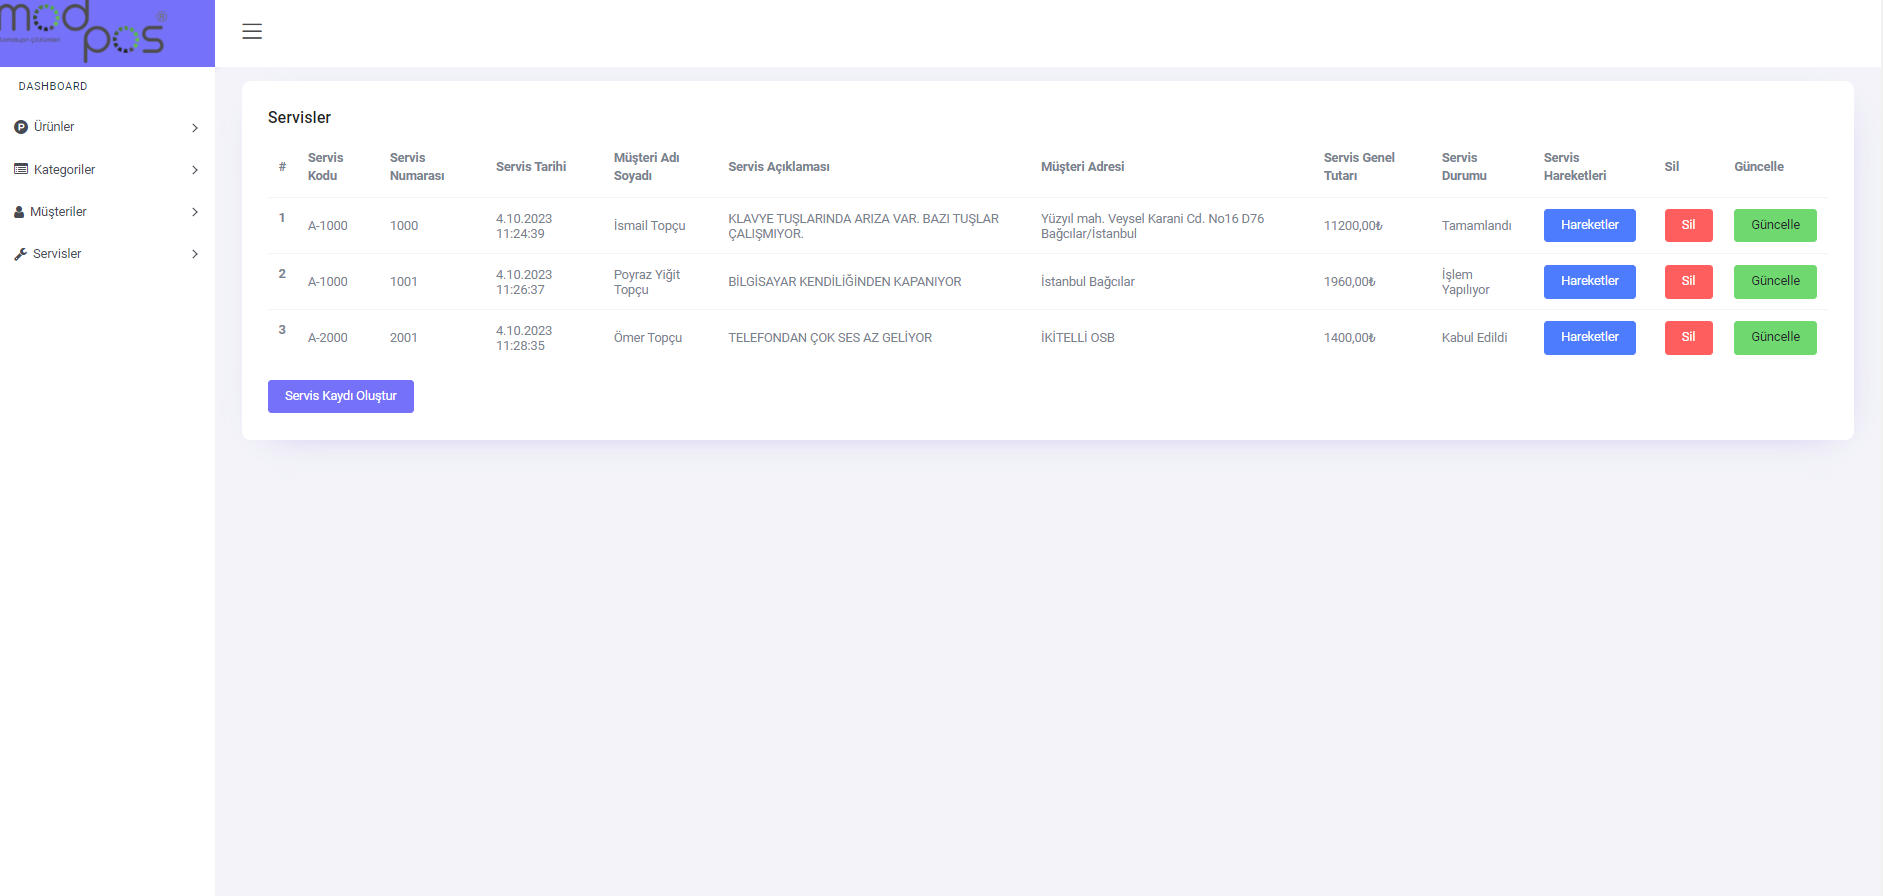 mod
pos®
DASHBOARD
Ürünler
Kategoriler
Müşteriler
Servisler
Servisler
# Servis Kodu Servis Numarası Servis Tarihi Müşteri Adı Soyadı Servis Açıklaması Müşteri Adresi Servis Genel Tutarı Servis Durumu Servis Hareketleri Sil Güncelle
1 A-1000 1000 4.10.2023 11:24:39 İsmail Topçu KLAVYE TUŞLARINDA ARIZA VAR. BAZI TUŞLAR ÇALIŞMIYOR. Yüzyıl mah. Veysel Karani Cd. No16 D76 Bağcılar/İstanbul 11200,00₺ Tamamlandı Hareketler Sil Güncelle
2 A-1000 1001 4.10.2023 11:26:37 Poyraz Yiğit Topçu BİLGİSAYAR KENDİLİĞİNDEN KAPANIYOR İstanbul Bağcılar 1960,00₺ İşlem Yapılıyor Hareketler Sil Güncelle
3 A-2000 2001 4.10.2023 11:28:35 Ömer Topçu TELEFONDAN ÇOK SES AZ GELİYOR İKİTELLİ OSB 1400,00₺ Kabul Edildi Hareketler Sil Güncelle
Servis Kaydı Oluştur